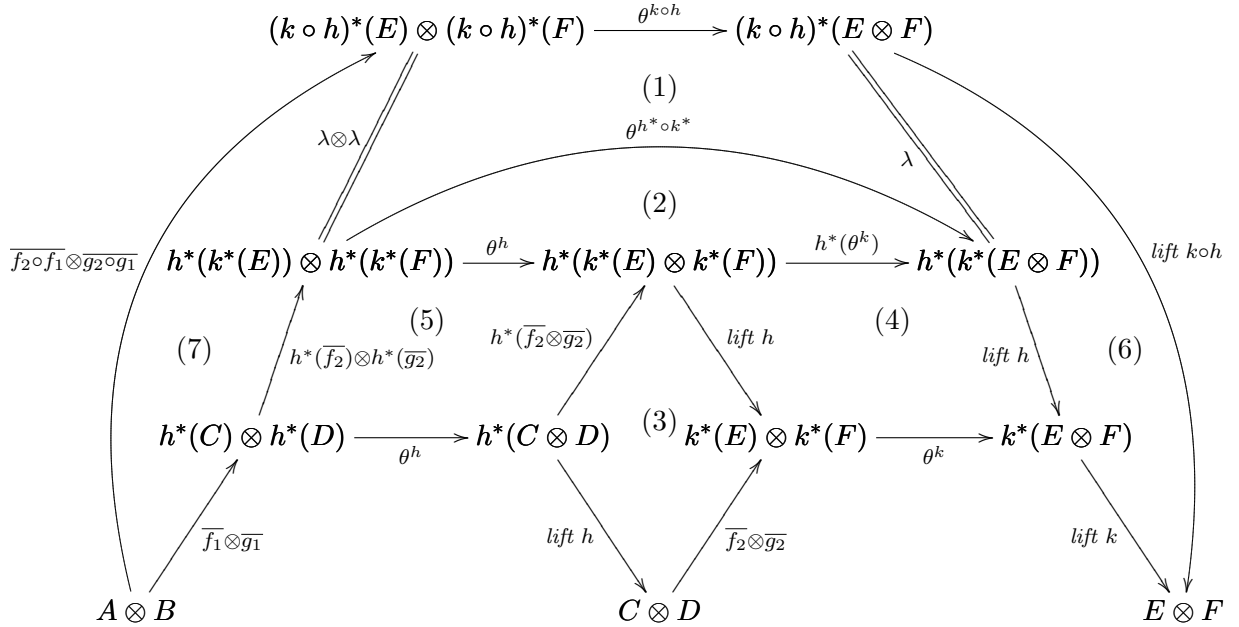 (k ∘ h)*(E) ⊗ (k ∘ h)*(F) θ^{k∘h} (k ∘ h)*(E ⊗ F)
(1)
λ⊗λ θ^{h*∘k*} λ
(2)
\overline{f_2∘f_1}⊗\overline{g_2∘g_1} h*(k*(E)) ⊗ h*(k*(F)) θ^h h*(k*(E) ⊗ k*(F)) h*(θ^k) h*(k*(E ⊗ F)) lift k∘h
(7) h*(\overline{f_2})⊗h*(\overline{g_2}) (5) h*(\overline{f_2}⊗\overline{g_2}) lift h (4) lift h (6)
h*(C) ⊗ h*(D) θ^h h*(C ⊗ D) (3) k*(E) ⊗ k*(F) θ^k k*(E ⊗ F)
\overline{f_1}⊗\overline{g_1} lift h \overline{f_2}⊗\overline{g_2} lift k
A ⊗ B C ⊗ D E ⊗ F